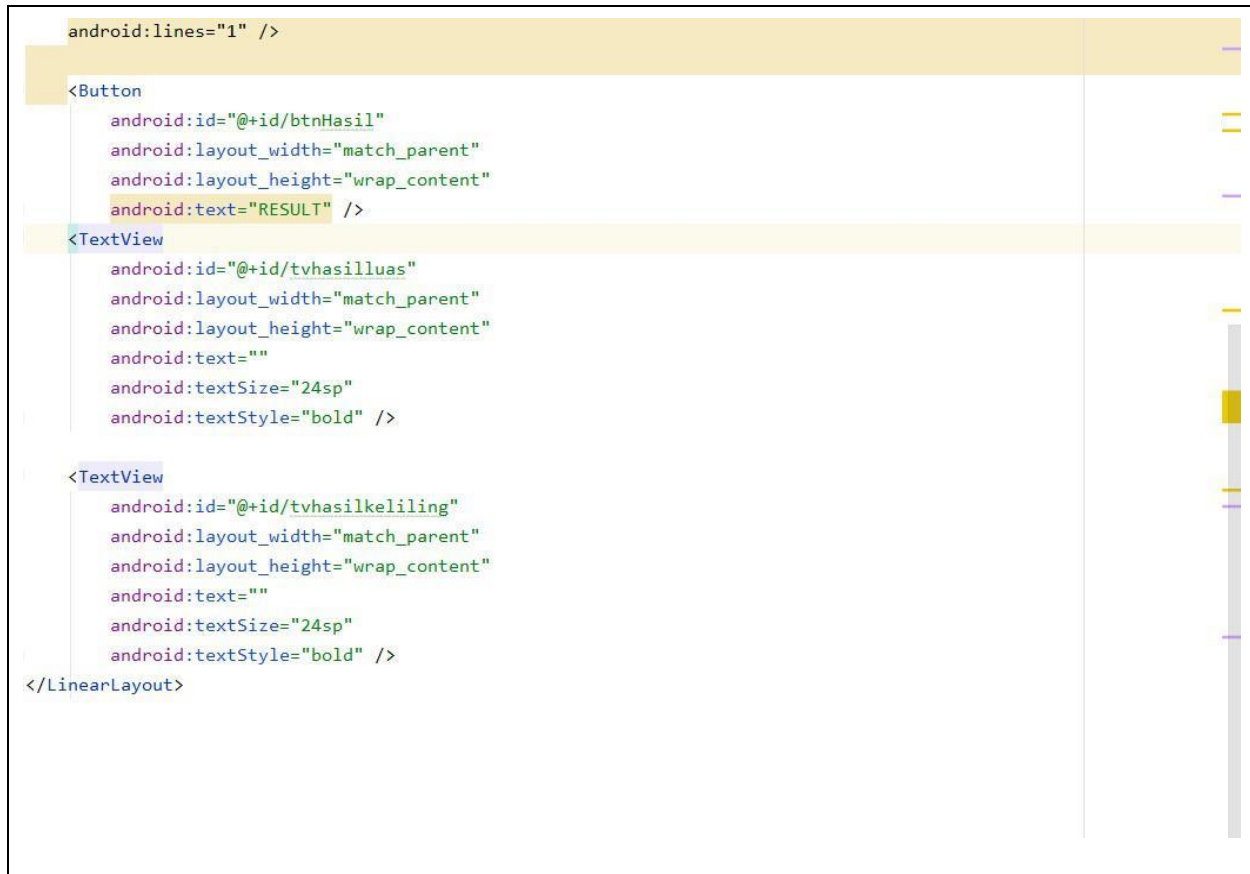 android:lines="1" />
<Button
android:id="@+id/btnHasil"
android:layout_width="match_parent"
android:layout_height="wrap_content"
android:text="RESULT" />
<TextView
android:id="@+id/tvhasilluas"
android:layout_width="match_parent"
android:layout_height="wrap_content"
android:text=""
android:textSize="24sp"
android:textStyle="bold" />
<TextView
android:id="@+id/tvhasilkeliling"
android:layout_width="match_parent"
android:layout_height="wrap_content"
android:text=""
android:textSize="24sp"
android:textStyle="bold" />
</LinearLayout>